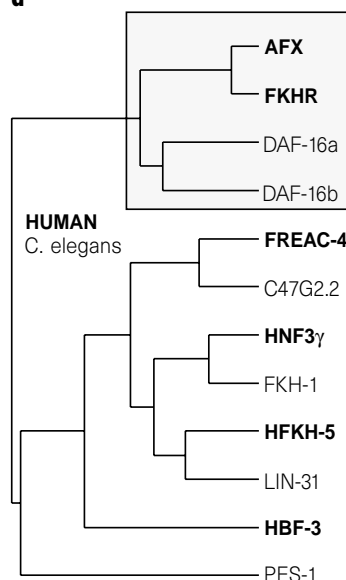 AFX
FKHR
DAF-16a
DAF-16b
HUMAN
C. elegans
FREAC-4
C47G2.2
HNF3γ
FKH-1
HFKH-5
LIN-31
HBF-3
PES-1